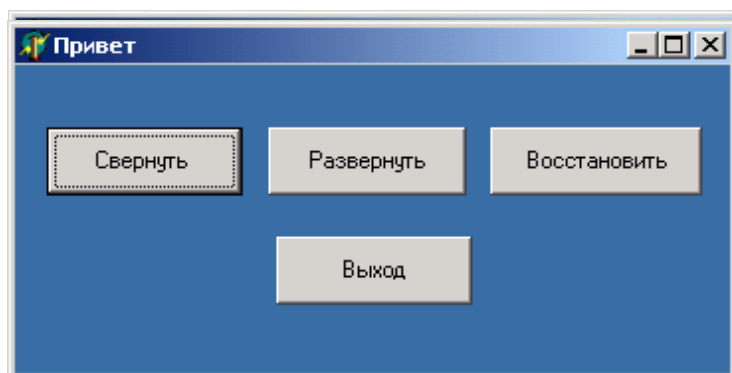 Привет
Свернуть
Развернуть
Восстановить
Выход